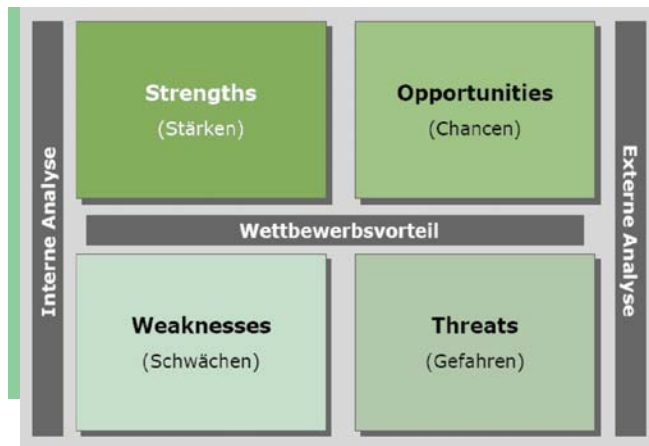 Interne Analyse
Strengths
(Stärken)
Opportunities
(Chancen)
Wettbewerbsvorteil
Weaknesses
(Schwächen)
Threats
(Gefahren)
Externe Analyse